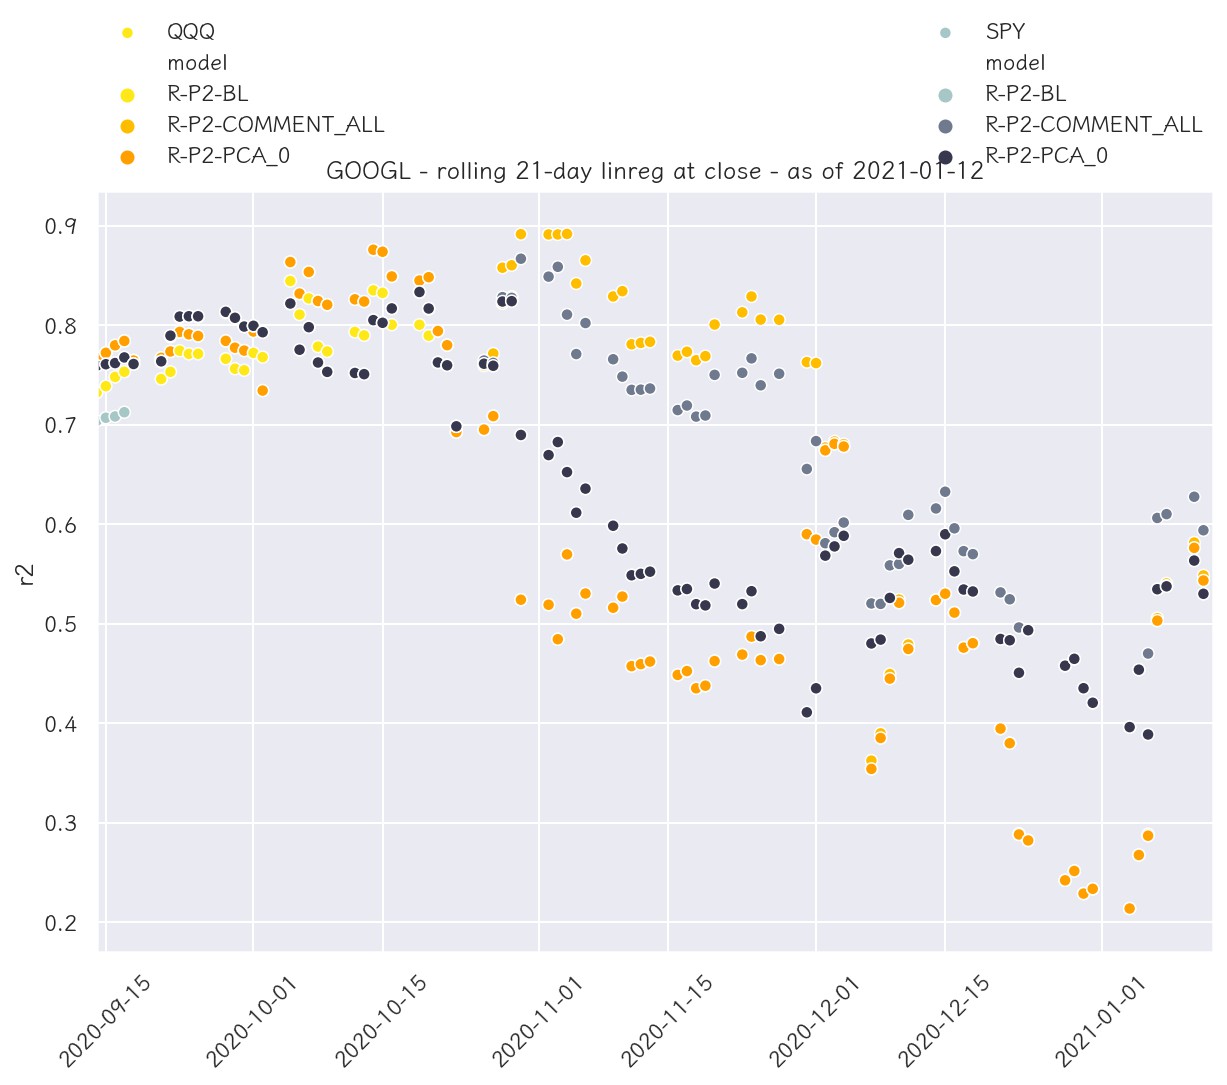 QQQ
model
R-P2-BL
R-P2-COMMENT_ALL
R-P2-PCA_0
SPY
model
R-P2-BL
R-P2-COMMENT_ALL
R-P2-PCA_0
GOOGL - rolling 21-day linreg at close - as of 2021-01-12
r2
0.9
0.8
0.7
0.6
0.5
0.4
0.3
0.2
2020-09-15
2020-10-01
2020-10-15
2020-11-01
2020-11-15
2020-12-01
2020-12-15
2021-01-01